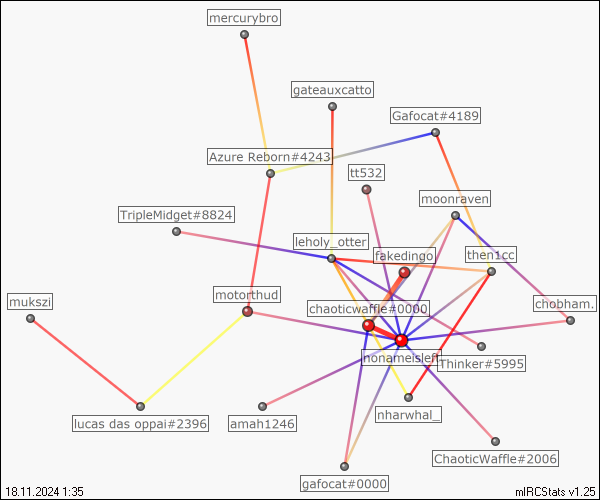 mercurybro
gateauxcatto
Gafocat#4189
Azure Reborn#4243
tt532
moonraven
TripleMidget#8824
leholy_otter
fakedingo
then1cc
motorthud
chaoticwaffle#0000
chobham.
mukszi
nonameisleft
Thinker#5995
lucas das oppai#2396
amah1246
nharwhal_
ChaoticWaffle#2006
gafocat#0000
18.11.2024 1:35
mIRCStats v1.25